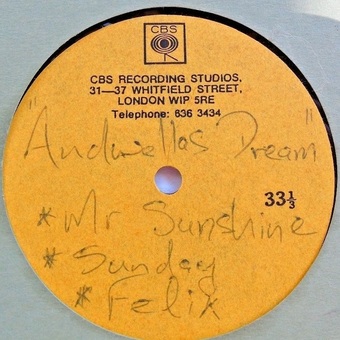 CBS
CBS RECORDING STUDIOS,
31—37 WHITFIELD STREET,
LONDON WIP 5RE
Telephone: 636 3434
"Andwellas Dream"
33⅓
* Mr Sunshine
* Sunday
* Felix